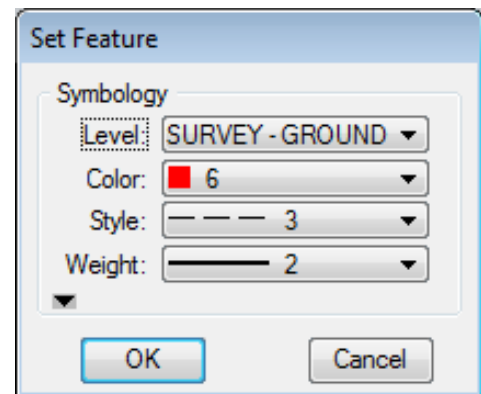 Set Feature
Symbology
Level: SURVEY - GROUND
Color: 6
Style: 3
Weight: 2
OK Cancel